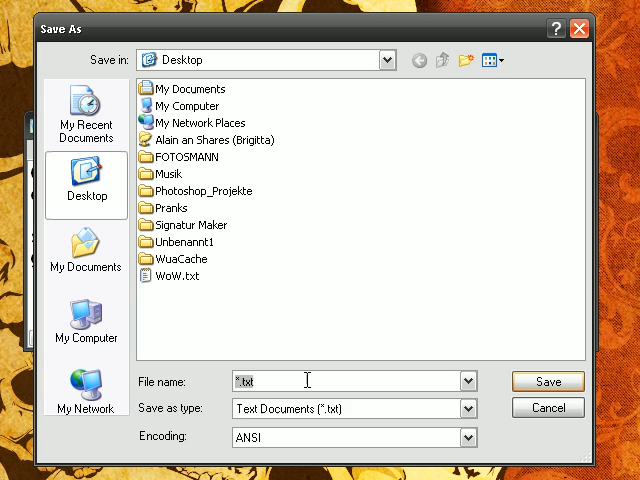 Save As
Save in:
Desktop
My Recent
Documents
Desktop
My Documents
My Computer
My Network
My Documents
My Computer
My Network Places
Alain an Shares (Brigitta)
FOTOSMANN
Musik
Photoshop_Projekte
Pranks
Signatur Maker
Unbenannt1
WuaCache
WoW.txt
File name:
*.txt
Save
Save as type:
Text Documents (*.txt)
Cancel
Encoding:
ANSI